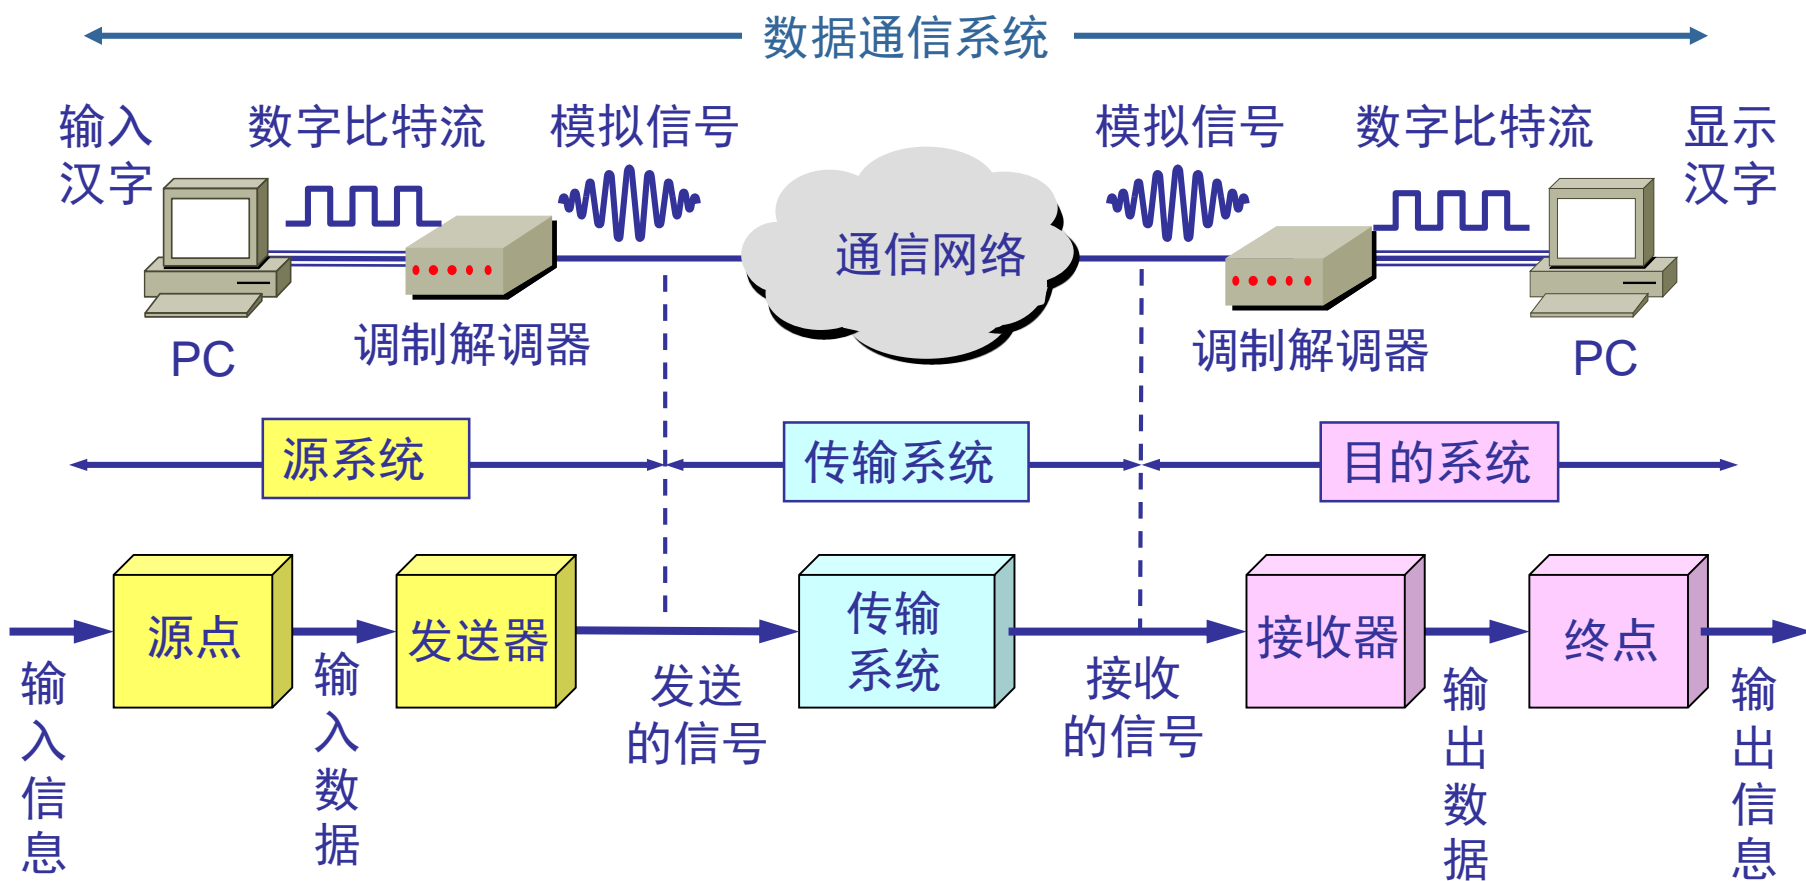 数据通信系统
输入
汉字
数字比特流
模拟信号
模拟信号
数字比特流
显示
汉字
通信网络
PC
调制解调器
调制解调器
PC
源系统
传输系统
目的系统
源点
发送器
传输
系统
接收器
终点
输入信息
输入数据
发送
的信号
接收
的信号
输出数据
输出信息